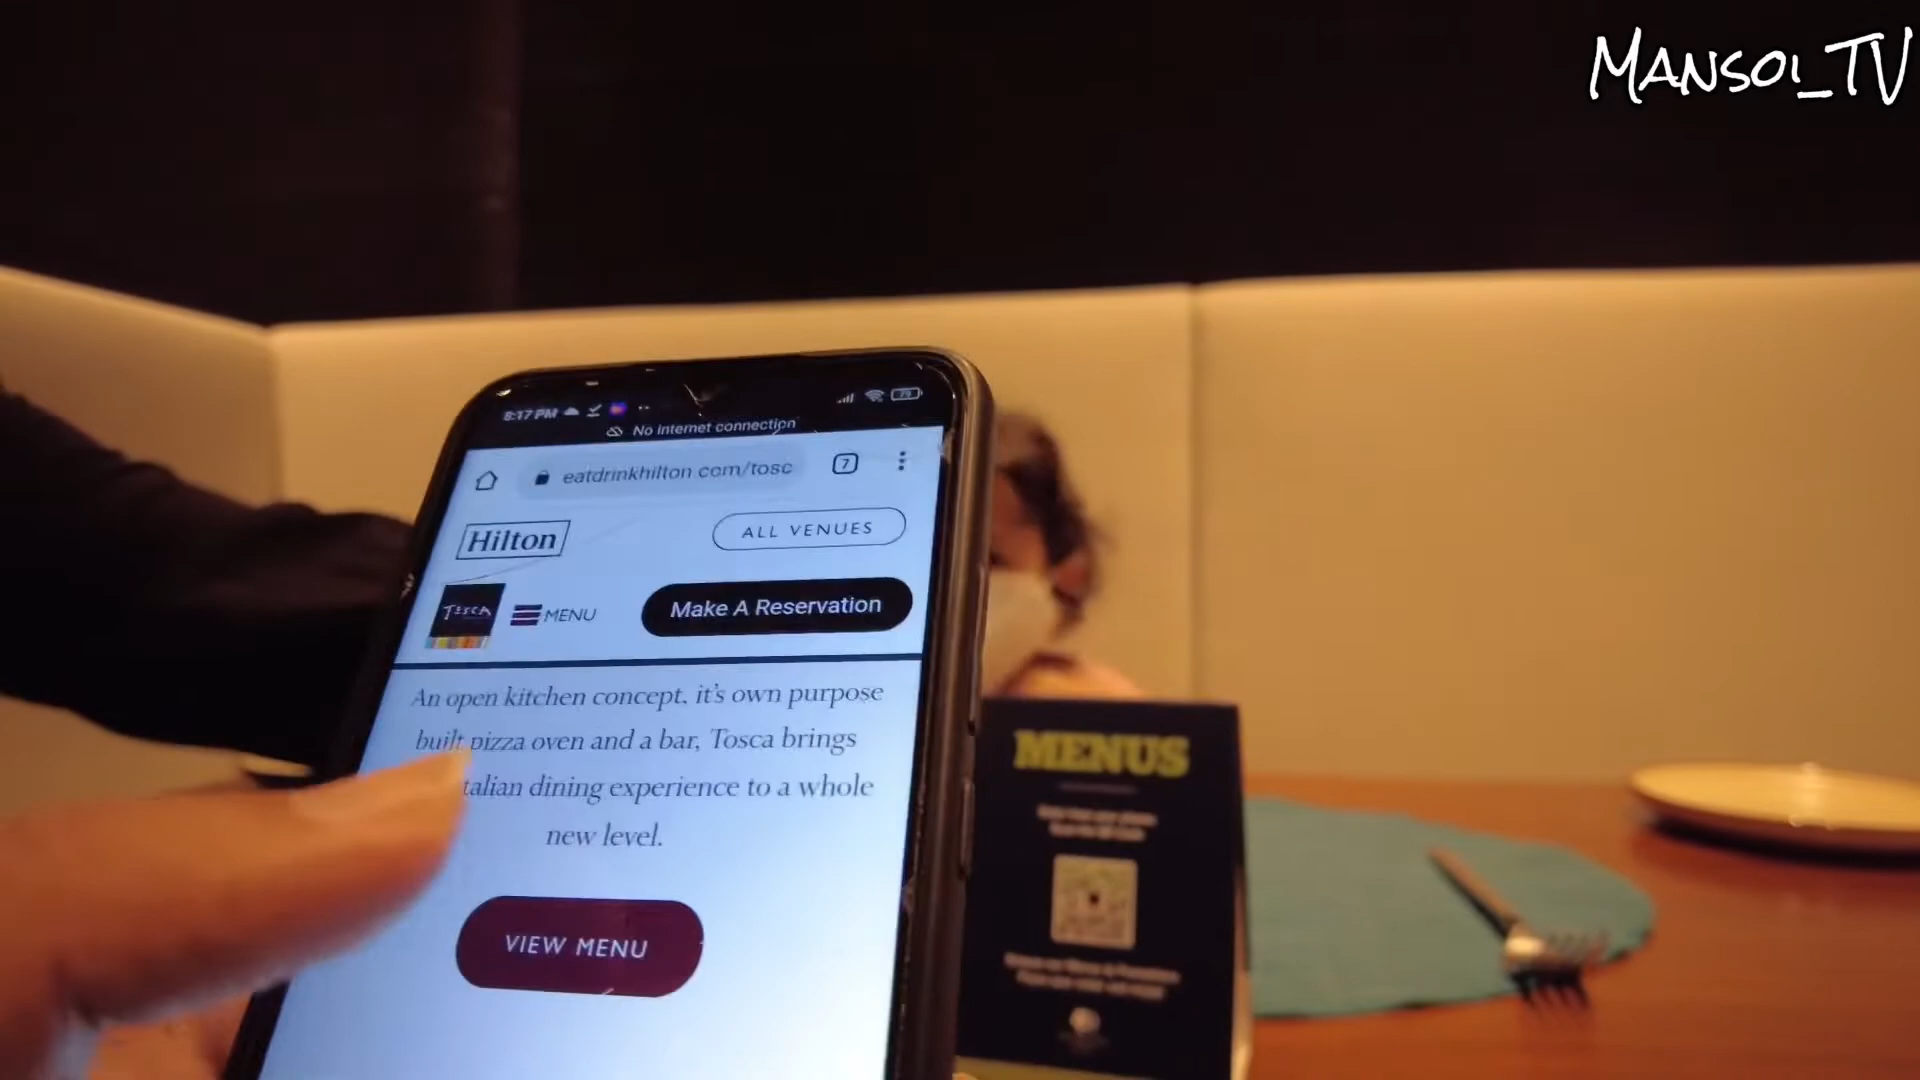 MANSOI_TV
8:17 PM
79
No internet connection
eatdrinkhilton.com/tosc
7
Hilton
ALL VENUES
TOSCA
MENU
Make A Reservation
An open kitchen concept, it's own purpose
built pizza oven and a bar, Tosca brings
talian dining experience to a whole
new level.
VIEW MENU
MENUS